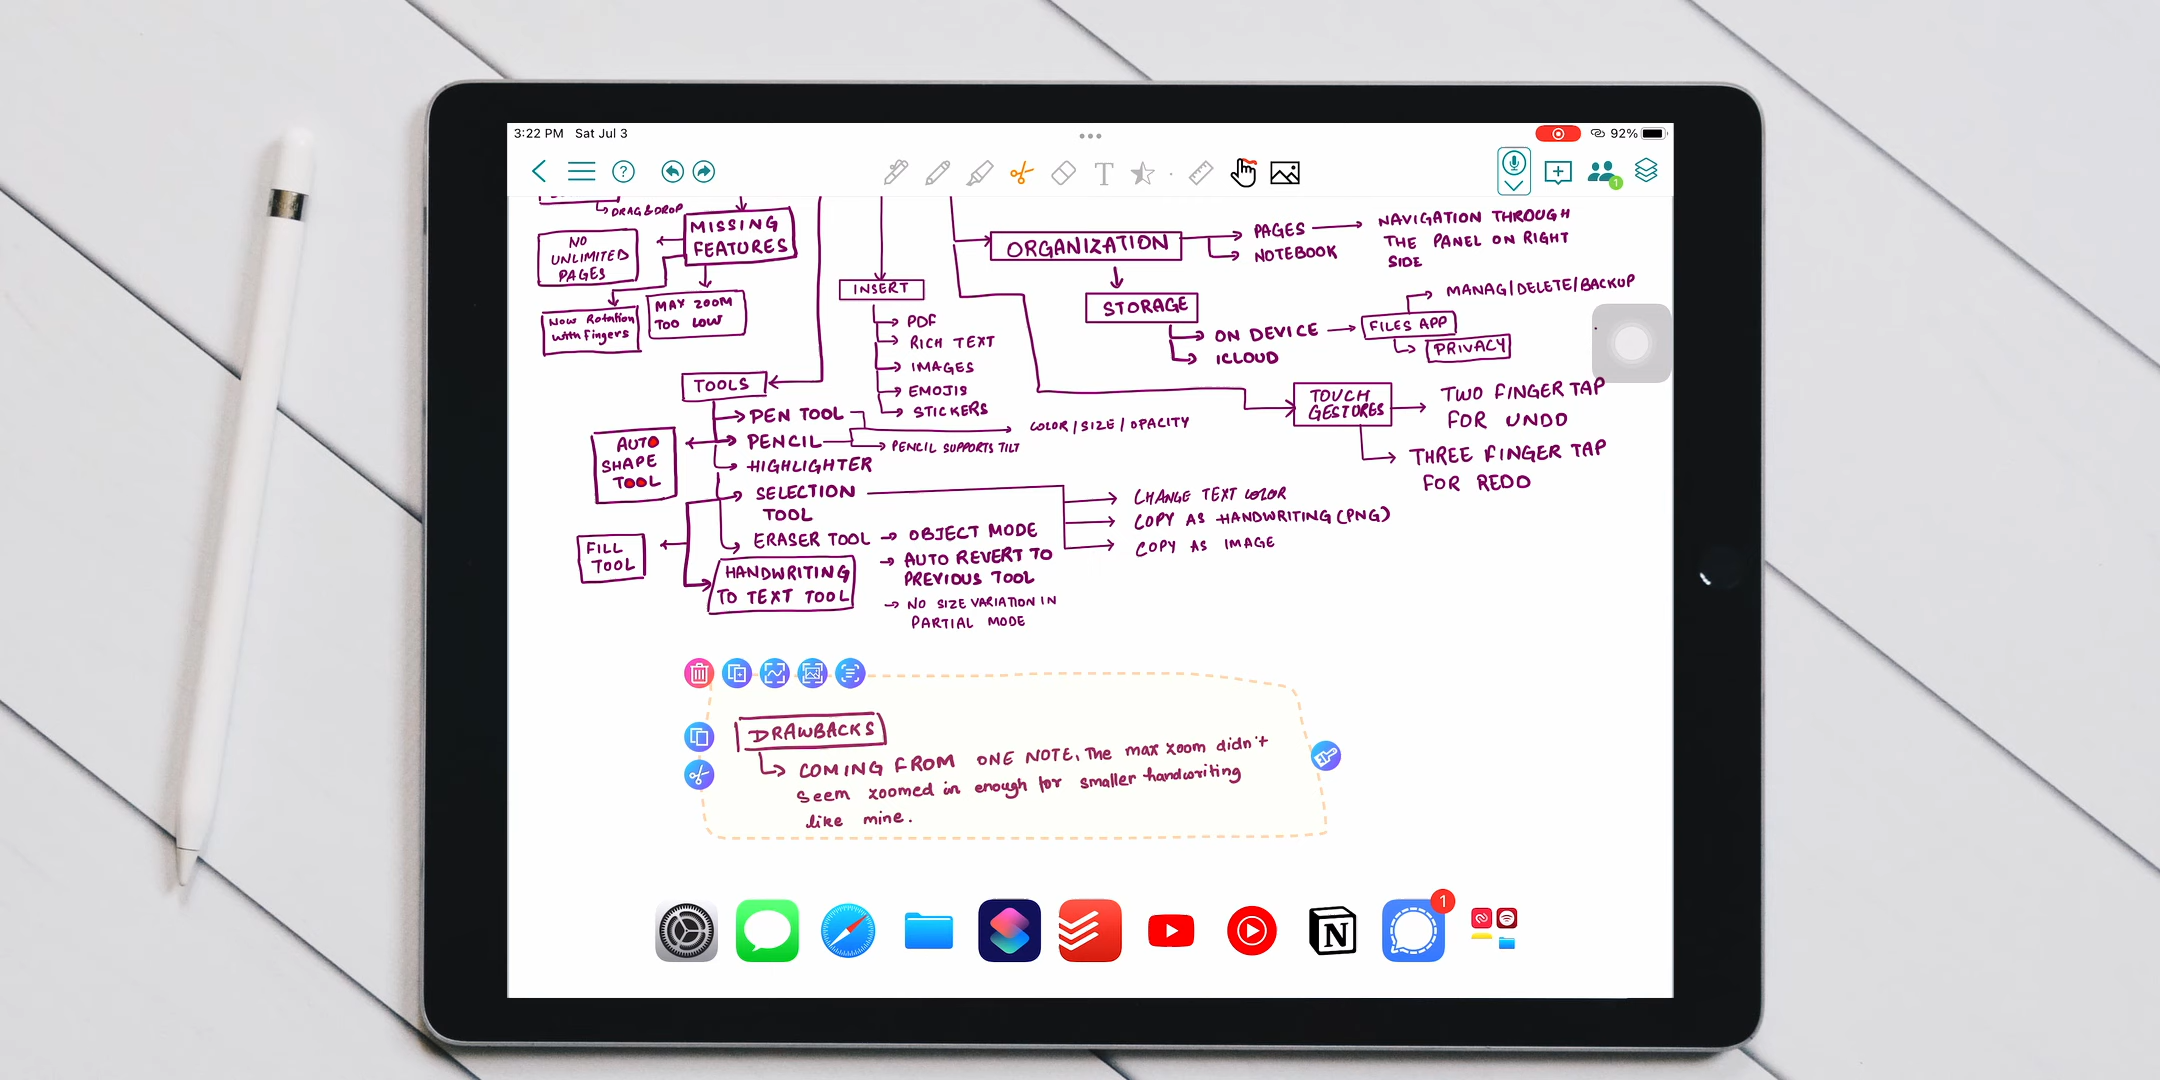 3:22 PM Sat Jul 3
92%
1
DRAG & DROP
MISSING
FEATURES
NO
UNLIMITED
PAGES
MAX ZOOM
TOO LOW
Now Rotation
with fingers
INSERT
PDF
RICH TEXT
IMAGES
EMOJIS
STICKERS
ORGANIZATION
PAGES
NOTEBOOK
NAVIGATION THROUGH
THE PANEL ON RIGHT
SIDE
STORAGE
ON DEVICE
ICLOUD
FILES APP
MANAG/DELETE/BACKUP
PRIVACY
TOUCH
GESTURES
TWO FINGER TAP
FOR UNDO
THREE FINGER TAP
FOR REDO
TOOLS
PEN TOOL
PENCIL
HIGHLIGHTER
COLOR/SIZE/OPACITY
PENCIL SUPPORTS TILT
AUTO
SHAPE
TOOL
SELECTION
TOOL
CHANGE TEXT COLOR
COPY AS HANDWRITING (PNG)
COPY AS IMAGE
ERASER TOOL
OBJECT MODE
AUTO REVERT TO
PREVIOUS TOOL
NO SIZE VARIATION IN
PARTIAL MODE
FILL
TOOL
HANDWRITING
TO TEXT TOOL
DRAWBACKS
COMING FROM ONE NOTE, The max zoom didn't
seem zoomed in enough for smaller handwriting
like mine.
1